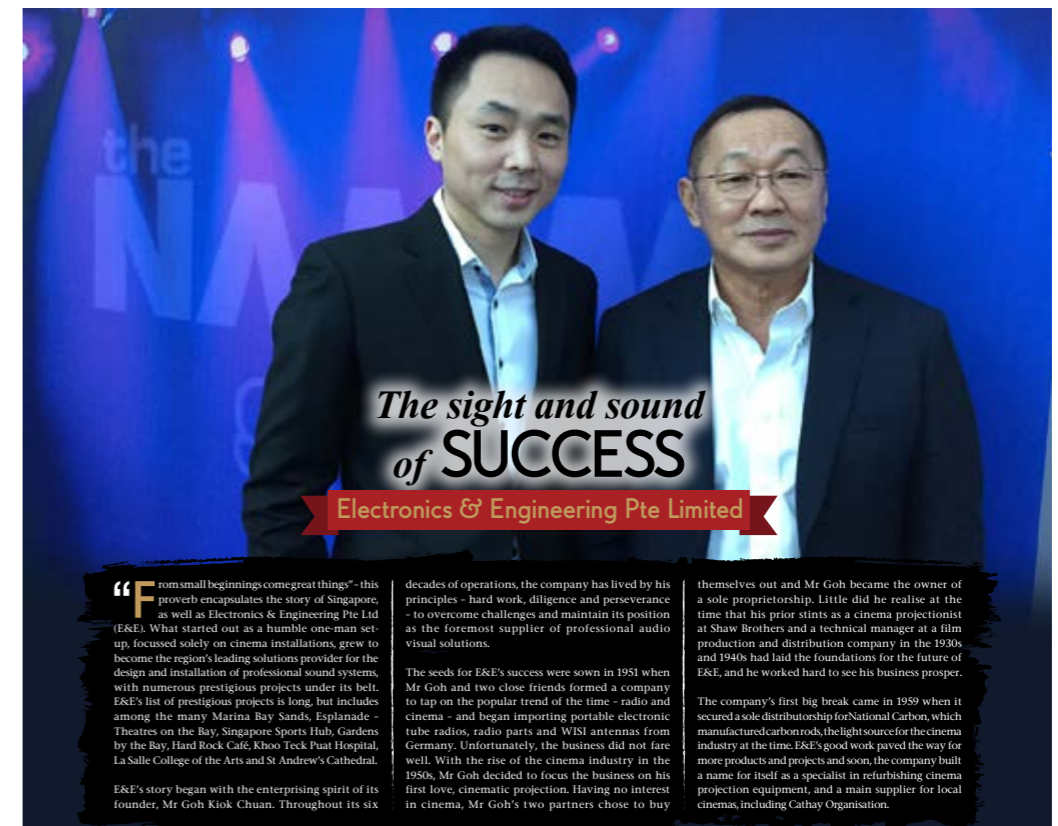 the
NAMM
The sight and sound
of SUCCESS
Electronics & Engineering Pte Limited
“From small beginnings come great things” – this
proverb encapsulates the story of Singapore,
as well as Electronics & Engineering Pte Ltd
(E&E). What started out as a humble one-man set-
up, focussed solely on cinema installations, grew to
become the region's leading solutions provider for the
design and installation of professional sound systems,
with numerous prestigious projects under its belt.
E&E's list of prestigious projects is long, but includes
among the many Marina Bay Sands, Esplanade –
Theatres on the Bay, Singapore Sports Hub, Gardens
by the Bay, Hard Rock Café, Khoo Teck Puat Hospital,
La Salle College of the Arts and St Andrew's Cathedral.
E&E's story began with the enterprising spirit of its
founder, Mr Goh Kiok Chuan. Throughout its six
decades of operations, the company has lived by his
principles – hard work, diligence and perseverance
– to overcome challenges and maintain its position
as the foremost supplier of professional audio
visual solutions.
The seeds for E&E's success were sown in 1951 when
Mr Goh and two close friends formed a company
to tap on the popular trend of the time – radio and
cinema – and began importing portable electronic
tube radios, radio parts and WISI antennas from
Germany. Unfortunately, the business did not fare
well. With the rise of the cinema industry in the
1950s, Mr Goh decided to focus the business on his
first love, cinematic projection. Having no interest
in cinema, Mr Goh's two partners chose to buy
themselves out and Mr Goh became the owner of
a sole proprietorship. Little did he realise at the
time that his prior stints as a cinema projectionist
at Shaw Brothers and a technical manager at a film
production and distribution company in the 1930s
and 1940s had laid the foundations for the future of
E&E, and he worked hard to see his business prosper.
The company's first big break came in 1959 when it
secured a sole distributorship forNational Carbon, which
manufactured carbon rods, the light source for the cinema
industry at the time. E&E's good work paved the way for
more products and projects and soon, the company built
a name for itself as a specialist in refurbishing cinema
projection equipment, and a main supplier for local
cinemas, including Cathay Organisation.